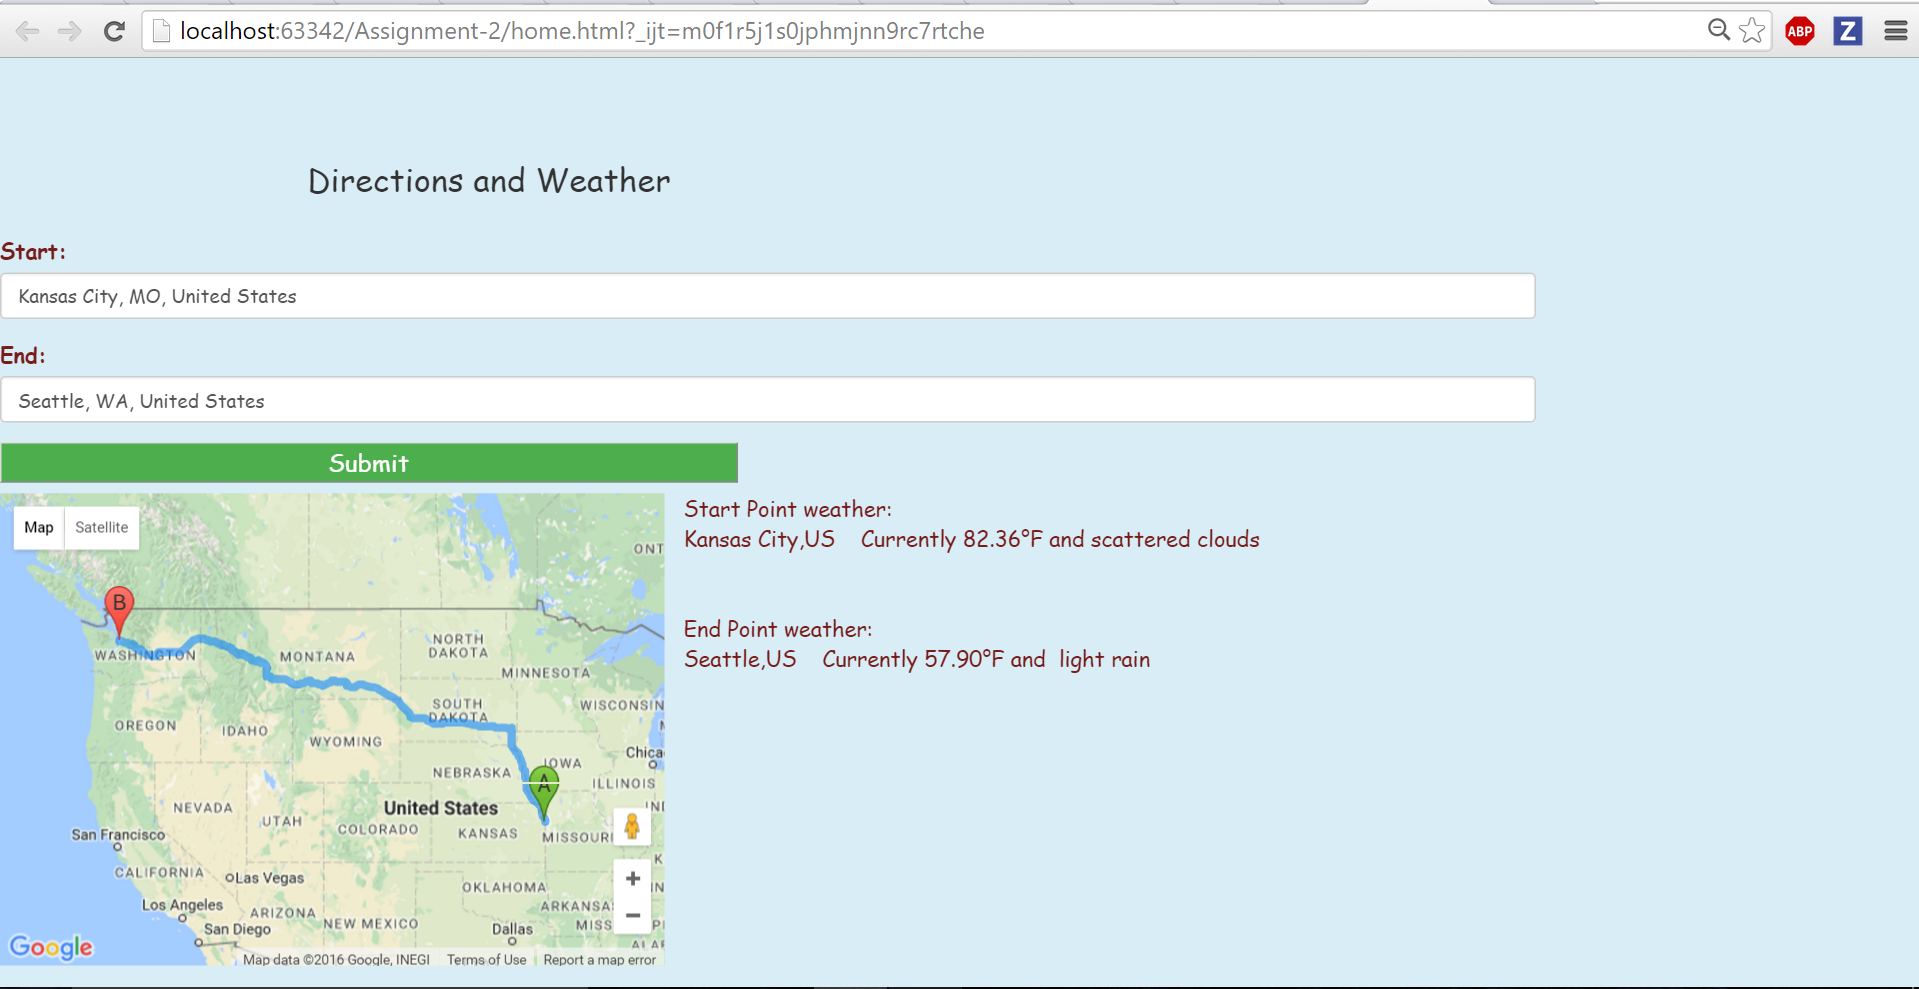 localhost:63342/Assignment-2/home.html?_ijt=m0f1r5j1s0jphmjnn9rc7rtche
ABP
Z
Directions and Weather
Start:
Kansas City, MO, United States
End:
Seattle, WA, United States
Submit
Map Satellite
ONT
B
WASHINGTON
MONTANA
NORTH
DAKOTA
MINNESOTA
OREGON
IDAHO
WYOMING
SOUTH
DAKOTA
WISCONSIN
Chica
IOWA
NEBRASKA
A
ILLINOIS
NEVADA
UTAH
United States
COLORADO
KANSAS
MISSOURI
IND
San Francisco
CALIFORNIA
Las Vegas
OKLAHOMA
K
IN
Los Angeles
ARIZONA
NEW MEXICO
ARKANSA
MISS
PI
San Diego
Dallas
ALAF
Google
Map data ©2016 Google, INEGI Terms of Use Report a map error
Start Point weather:
Kansas City,US Currently 82.36°F and scattered clouds
End Point weather:
Seattle,US Currently 57.90°F and light rain